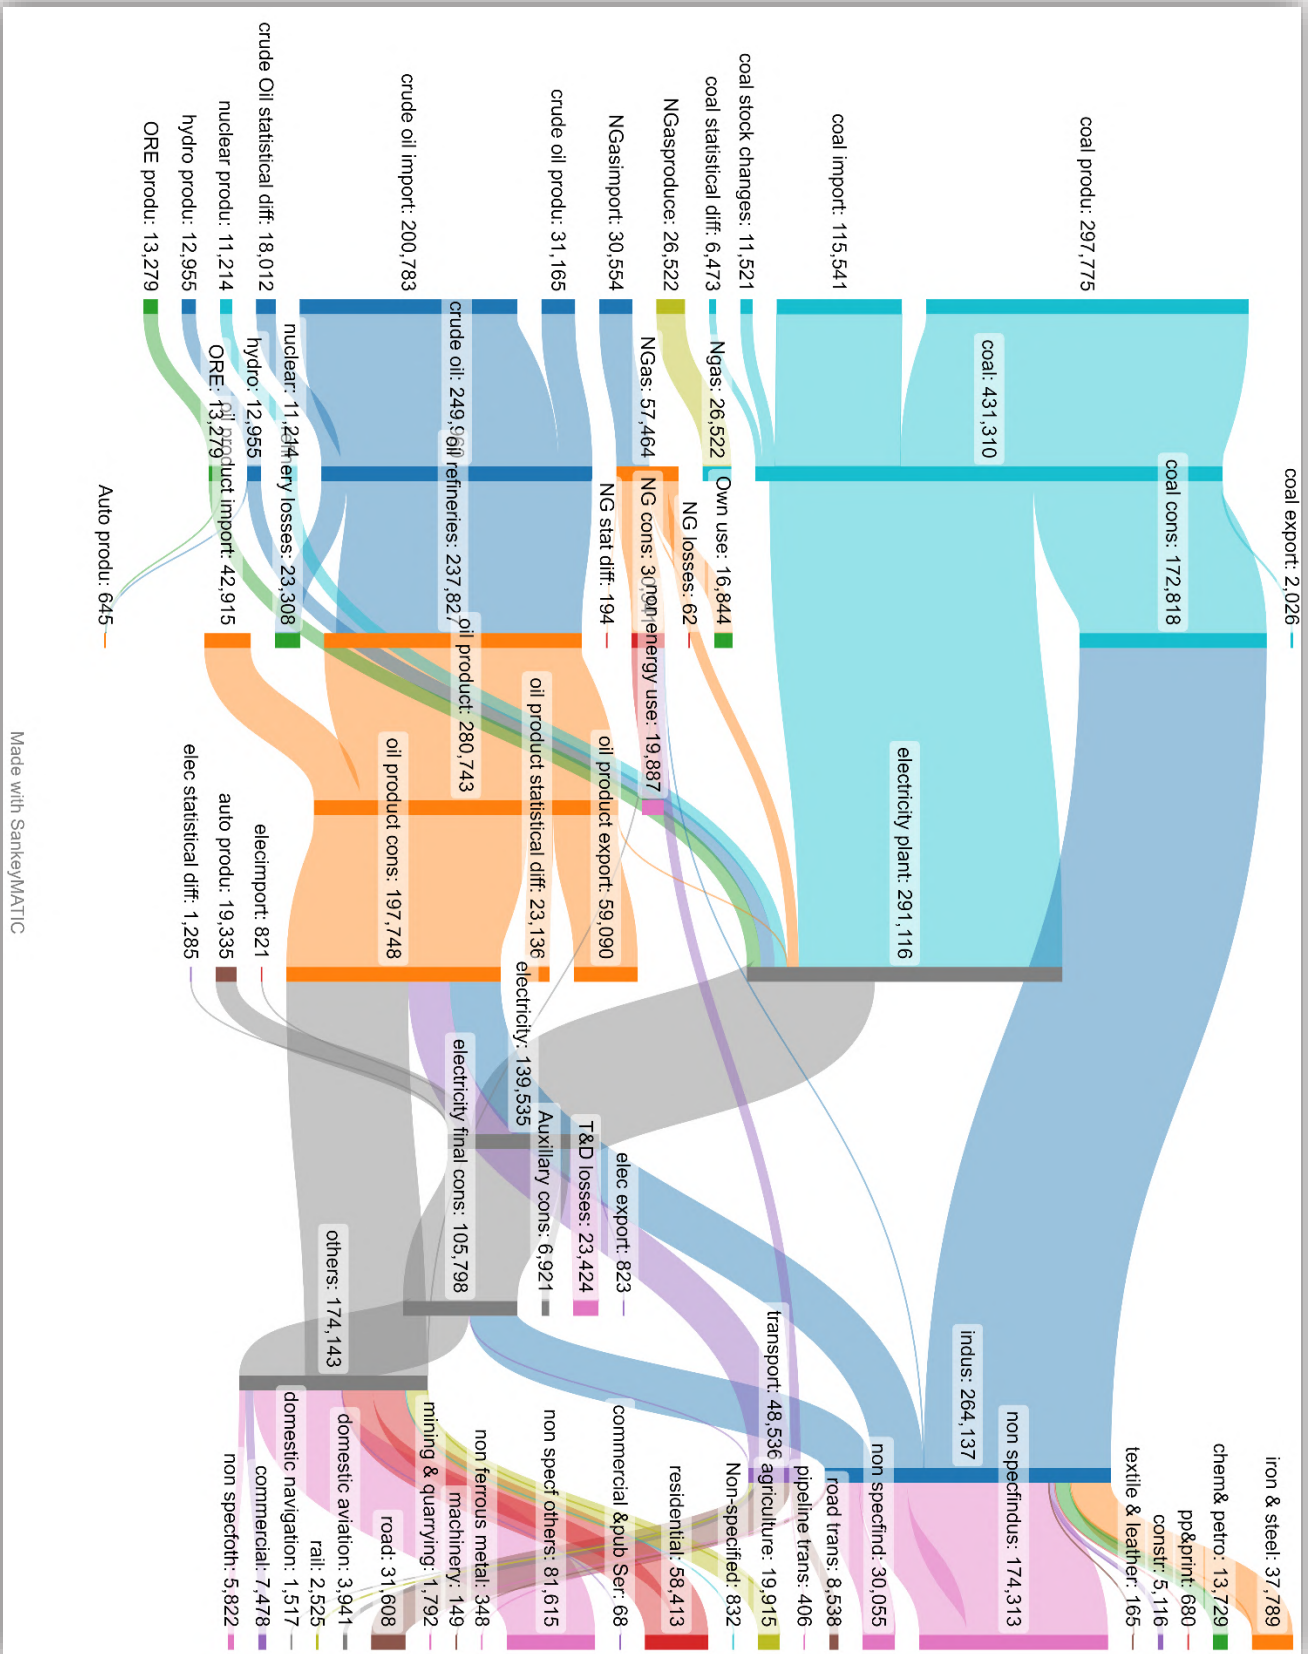 coal produ: 297,775
coal import: 115,541
coal stock changes: 11,521
coal statistical diff: 6,473
NGasproduce: 26,522
NGasimport: 30,554
crude oil produ: 31,165
crude oil import: 200,783
crude Oil statistical diff: 18,012
nuclear produ: 11,214
hydro produ: 12,955
ORE produ: 13,279
coal: 431,310
Ngas: 26,522
NGas: 57,464
crude oil: 249,960
nuclear: 11,214
hydro: 12,955
ORE: 13,279
coal export: 2,026
coal cons: 172,818
Own use: 16,844
NG losses: 62
NG cons:
NG stat diff: 194
oil refineries: 237,827
refinery losses: 23,308
oil product import: 42,915
Auto produ: 645
non energy use: 19,887
oil product: 280,743
electricity plant: 291,116
oil product export: 59,090
oil product statistical diff: 23,136
oil product cons: 197,748
elecimport: 821
auto produ: 19,335
elec statistical diff: 1,285
electricity: 139,535
elec export: 823
T&D losses: 23,424
Auxillary cons: 6,921
electricity final cons: 105,798
others: 174,143
indus: 264,137
transport: 48,536
iron & steel: 37,789
chem& petro: 13,729
pp&print: 680
constr: 5,116
textile & leather: 165
non specfindus: 174,313
non specfind: 30,055
road trans: 8,538
pipeline trans: 406
agriculture: 19,915
Non-specified: 832
residential: 58,413
commercial &pub Ser: 68
non specf others: 81,615
non ferrous metal: 348
machinery: 149
mining & quarrying: 1,792
road: 31,608
domestic aviation: 3,941
rail: 2,525
domestic navigation: 1,517
commercial: 7,478
non specfoth: 5,822
Made with SankeyMATIC